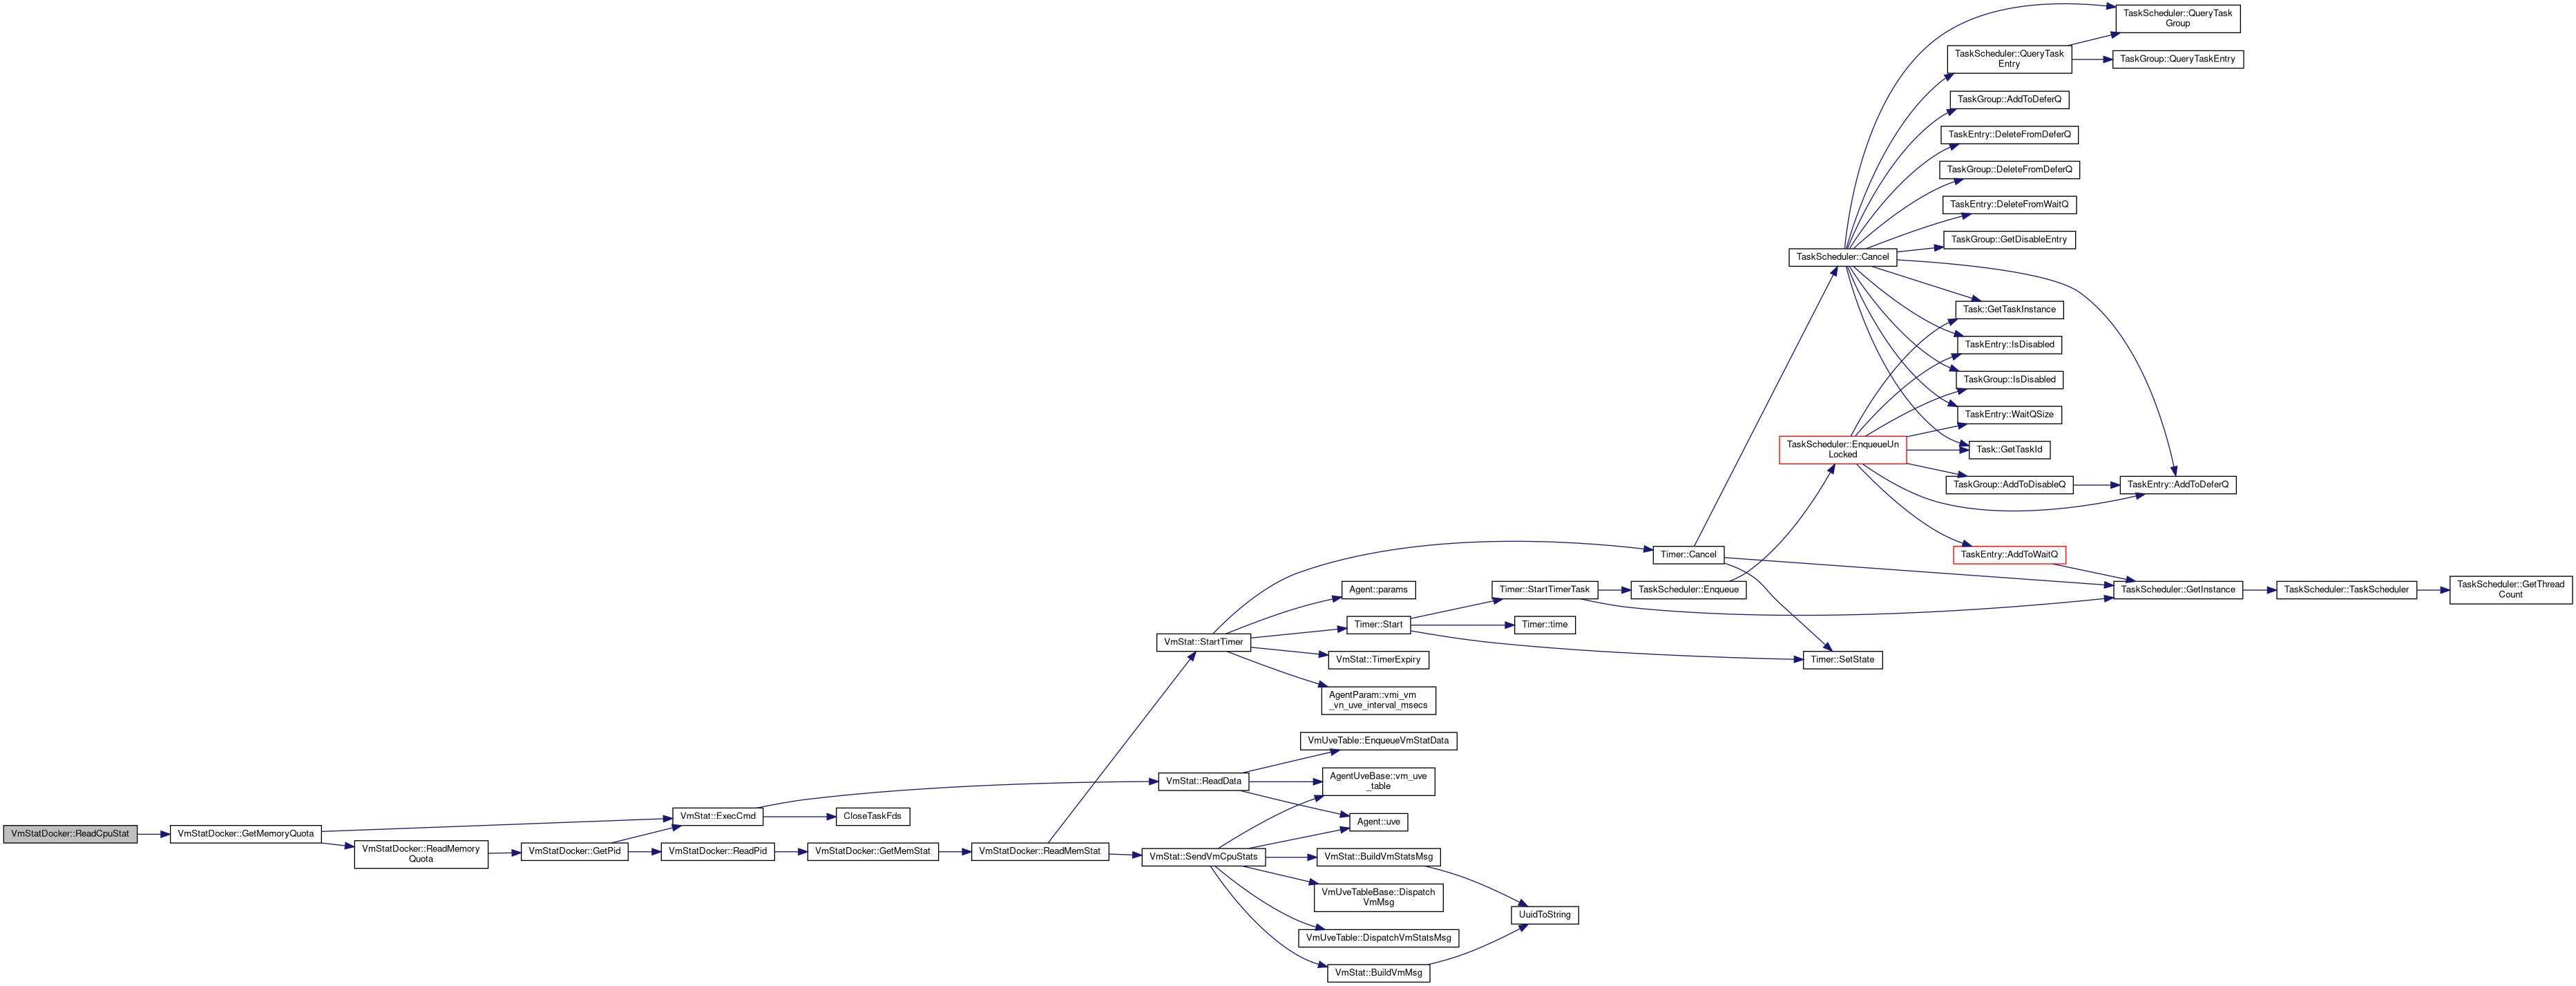 VmStatDocker::ReadCpuStat
VmStatDocker::GetMemoryQuota
VmStatDocker::ReadMemory
Quota
VmStatDocker::GetPid
VmStat::ExecCmd
VmStatDocker::ReadPid
CloseTaskFds
VmStatDocker::GetMemStat
VmStatDocker::ReadMemStat
VmStat::StartTimer
VmStat::ReadData
VmStat::SendVmCpuStats
Agent::params
Timer::Start
VmStat::TimerExpiry
AgentParam::vmi_vm
_vn_uve_interval_msecs
VmUveTable::EnqueueVmStatData
AgentUveBase::vm_uve
_table
Agent::uve
VmStat::BuildVmStatsMsg
VmUveTableBase::Dispatch
VmMsg
VmUveTable::DispatchVmStatsMsg
VmStat::BuildVmMsg
UuidToString
Timer::StartTimerTask
Timer::time
Timer::Cancel
TaskScheduler::Enqueue
TaskScheduler::Cancel
TaskScheduler::EnqueueUn
Locked
Timer::SetState
TaskScheduler::QueryTask
Entry
TaskGroup::AddToDeferQ
TaskEntry::DeleteFromDeferQ
TaskGroup::DeleteFromDeferQ
TaskEntry::DeleteFromWaitQ
TaskGroup::GetDisableEntry
Task::GetTaskInstance
TaskEntry::IsDisabled
TaskGroup::IsDisabled
TaskEntry::WaitQSize
Task::GetTaskId
TaskGroup::AddToDisableQ
TaskEntry::AddToWaitQ
TaskScheduler::QueryTask
Group
TaskGroup::QueryTaskEntry
TaskEntry::AddToDeferQ
TaskScheduler::GetInstance
TaskScheduler::TaskScheduler
TaskScheduler::GetThread
Count